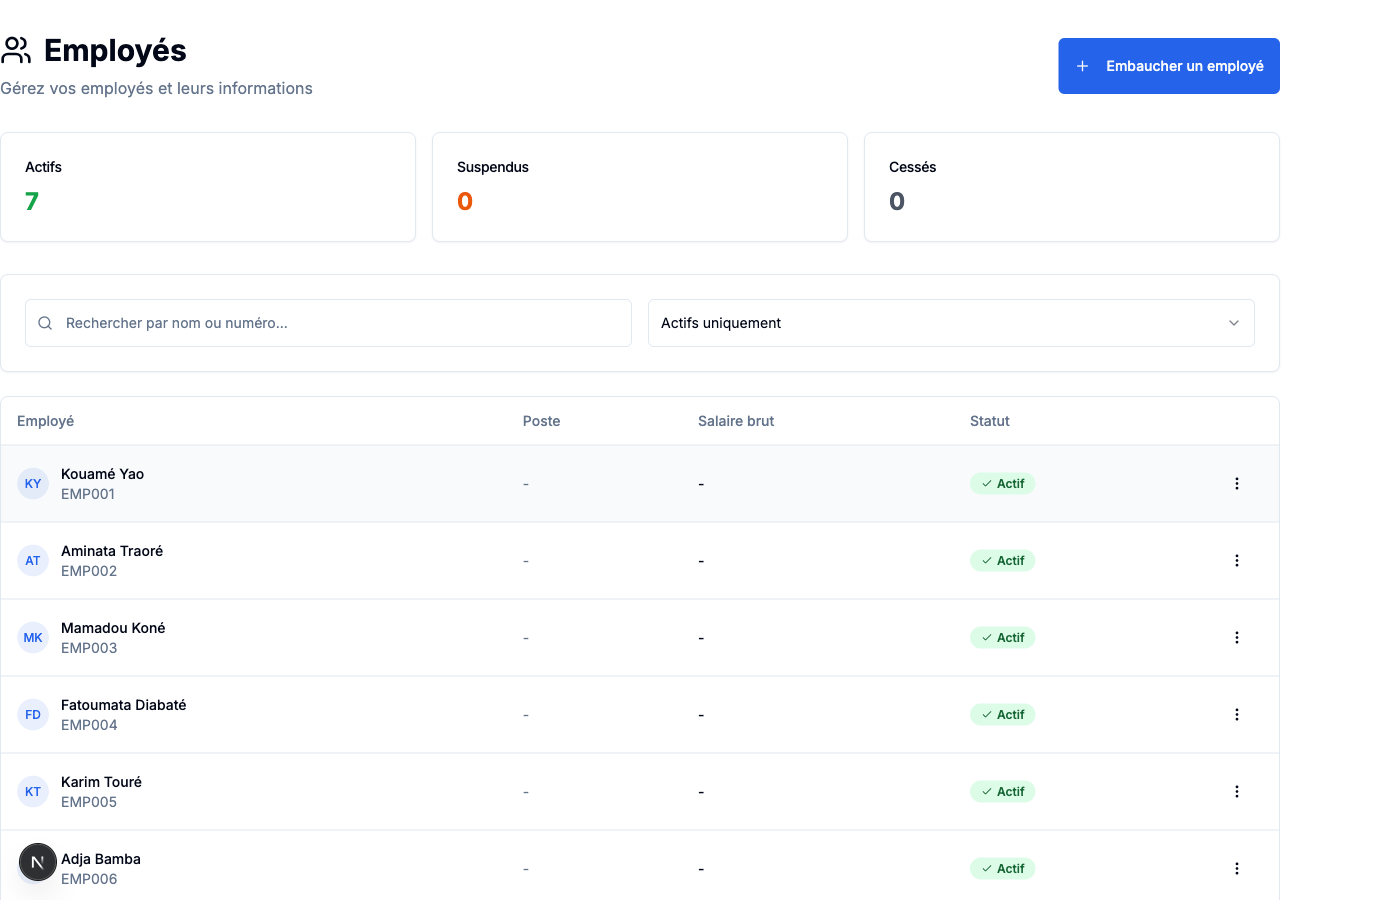 Employés
Gérez vos employés et leurs informations
Embaucher un employé
Actifs
7
Suspendus
0
Cessés
0
Rechercher par nom ou numéro...
Actifs uniquement
Employé Poste Salaire brut Statut
KY Kouamé Yao - - Actif
EMP001
AT Aminata Traoré - - Actif
EMP002
MK Mamadou Koné - - Actif
EMP003
FD Fatoumata Diabaté - - Actif
EMP004
KT Karim Touré - - Actif
EMP005
N Adja Bamba - - Actif
EMP006